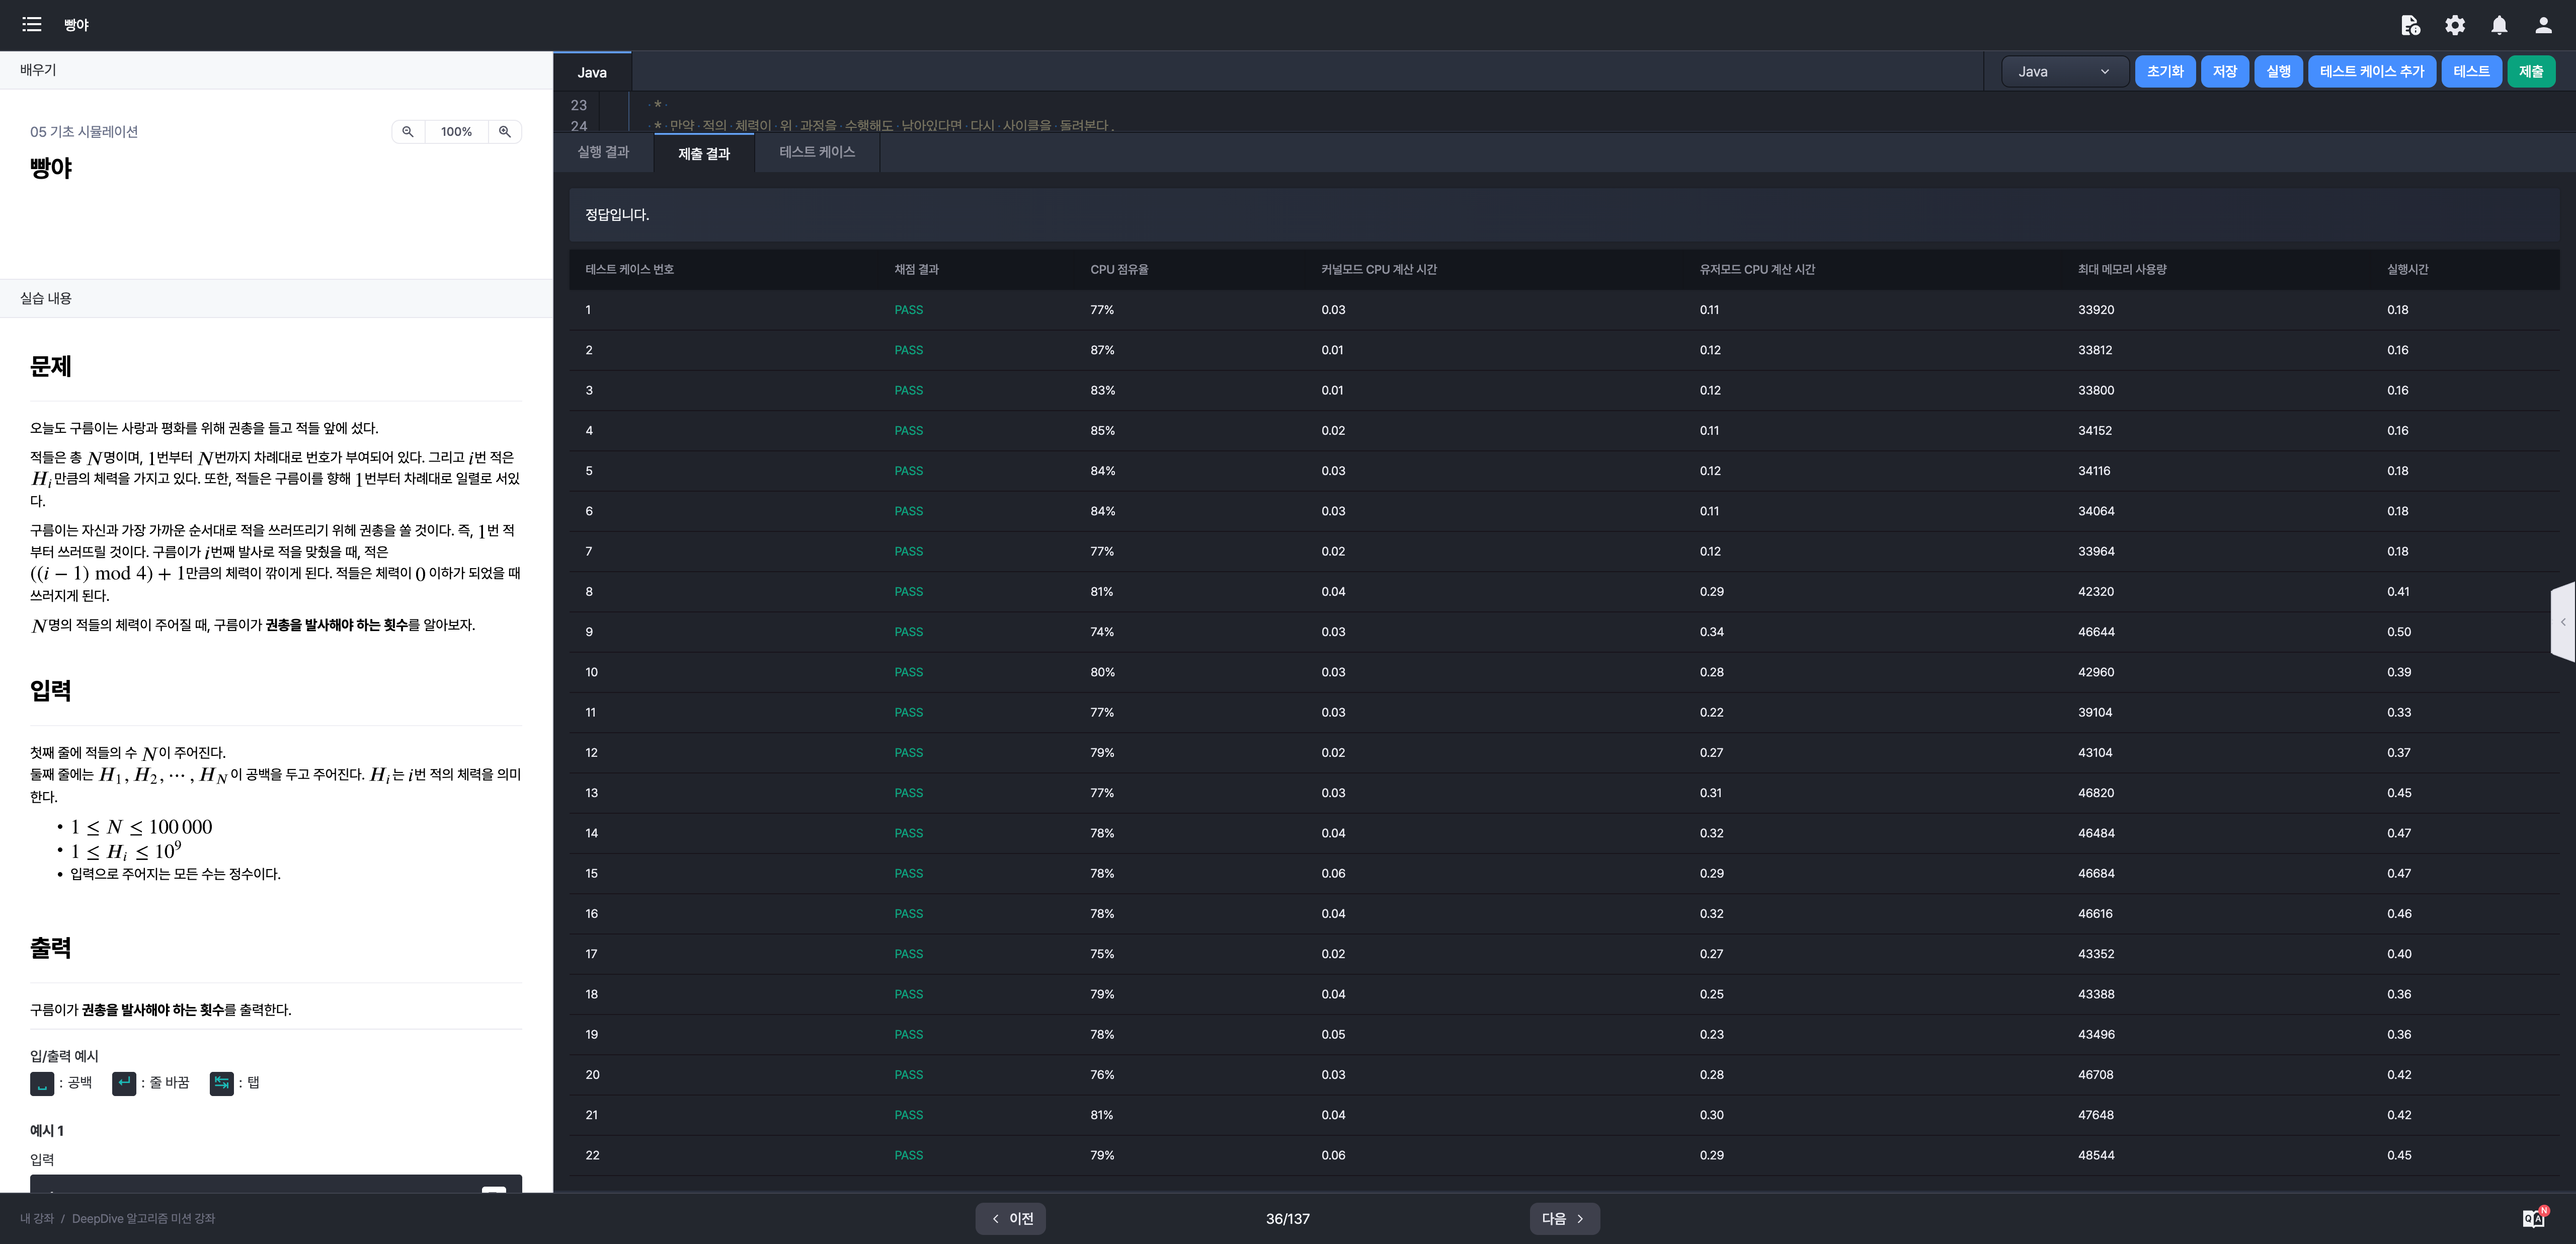 빵야
배우기
05 기초 시뮬레이션
100%
빵야
실습 내용
문제
오늘도 구름이는 사랑과 평화를 위해 권총을 들고 적들 앞에 섰다.
적들은 총 N명이며, 1번부터 N번까지 차례대로 번호가 부여되어 있다. 그리고 i번 적은
H_i만큼의 체력을 가지고 있다. 또한, 적들은 구름이를 향해 1번부터 차례대로 일렬로 서있
다.
구름이는 자신과 가장 가까운 순서대로 적을 쓰러뜨리기 위헤 권총을 쏠 것이다. 즉, 1번 적
부터 쓰러뜨릴 것이다. 구름이가 i번째 발사로 적을 맞췄을 때, 적은
((i − 1) mod 4) + 1만큼의 체력이 깎이게 된다. 적들은 체력이 0 이하가 되었을 때
쓰러지게 된다.
N명의 적들의 체력이 주어질 때, 구름이가 권총을 발사해야 하는 횟수를 알아보자.
입력
첫째 줄에 적들의 수 N이 주어진다.
둘째 줄에는 H_1, H_2, ⋯, H_N이 공백을 두고 주어진다. H_i는 i번 적의 체력을 의미
한다.
• 1 ≤ N ≤ 100 000
• 1 ≤ H_i ≤ 10^9
• 입력으로 주어지는 모든 수는 정수이다.
출력
구름이가 권총을 발사해야 하는 횟수를 출력한다.
입/출력 예시
: 공백 : 줄 바꿈 : 탭
예시 1
입력
Java
Java 초기화 저장 실행 테스트 케이스 추가 테스트 제출
23 *
24 * 만약 적의 체력이 위 과정을 수행해도 남아있다면 다시 사이클을 돌려본다.
실행 결과 제출 결과 테스트 케이스
정답입니다.
테스트 케이스 번호 채점 결과 CPU 점유율 커널모드 CPU 계산 시간 유저모드 CPU 계산 시간 최대 메모리 사용량 실행시간
1 PASS 77% 0.03 0.11 33920 0.18
2 PASS 87% 0.01 0.12 33812 0.16
3 PASS 83% 0.01 0.12 33800 0.16
4 PASS 85% 0.02 0.11 34152 0.16
5 PASS 84% 0.03 0.12 34116 0.18
6 PASS 84% 0.03 0.11 34064 0.18
7 PASS 77% 0.02 0.12 33964 0.18
8 PASS 81% 0.04 0.29 42320 0.41
9 PASS 74% 0.03 0.34 46644 0.50
10 PASS 80% 0.03 0.28 42960 0.39
11 PASS 77% 0.03 0.22 39104 0.33
12 PASS 79% 0.02 0.27 43104 0.37
13 PASS 77% 0.03 0.31 46820 0.45
14 PASS 78% 0.04 0.32 46484 0.47
15 PASS 78% 0.06 0.29 46684 0.47
16 PASS 78% 0.04 0.32 46616 0.46
17 PASS 75% 0.02 0.27 43352 0.40
18 PASS 79% 0.04 0.25 43388 0.36
19 PASS 78% 0.05 0.23 43496 0.36
20 PASS 76% 0.03 0.28 46708 0.42
21 PASS 81% 0.04 0.30 47648 0.42
22 PASS 79% 0.06 0.29 48544 0.45
내 강좌 / DeepDive 알고리즘 미션 강좌
이전 36/137 다음
QA N